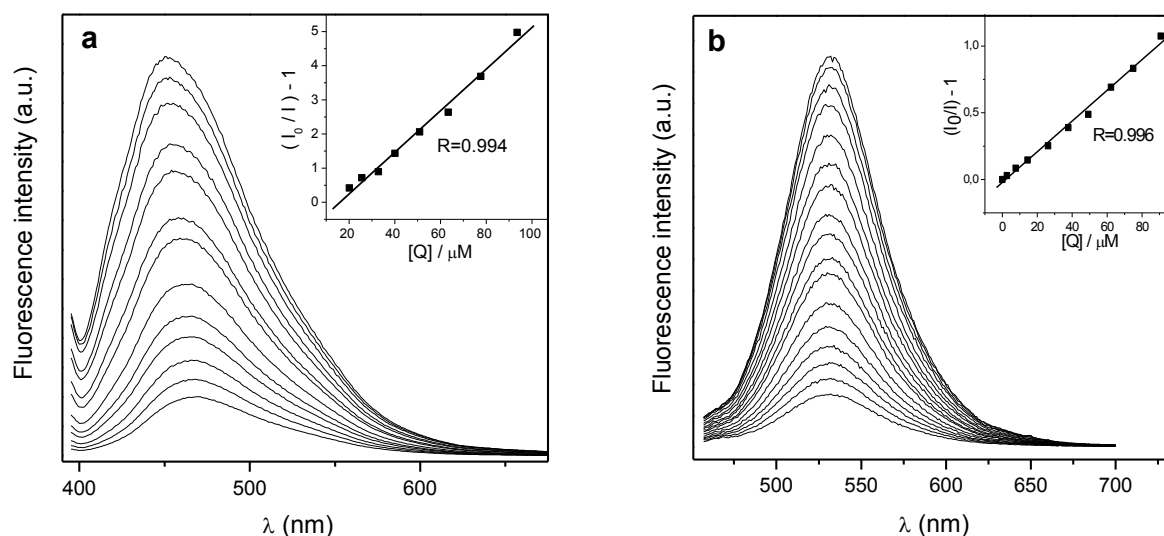 a
Fluorescence intensity (a.u.)
λ (nm)
400
500
600
(I₀/I) - 1
5
4
3
2
1
0
R=0.994
20
40
60
80
100
[Q] / μM
b
Fluorescence intensity (a.u.)
λ (nm)
500
550
600
650
700
(I₀/I) - 1
1,0
0,5
0,0
R=0.996
0
20
40
60
80
[Q] / μM